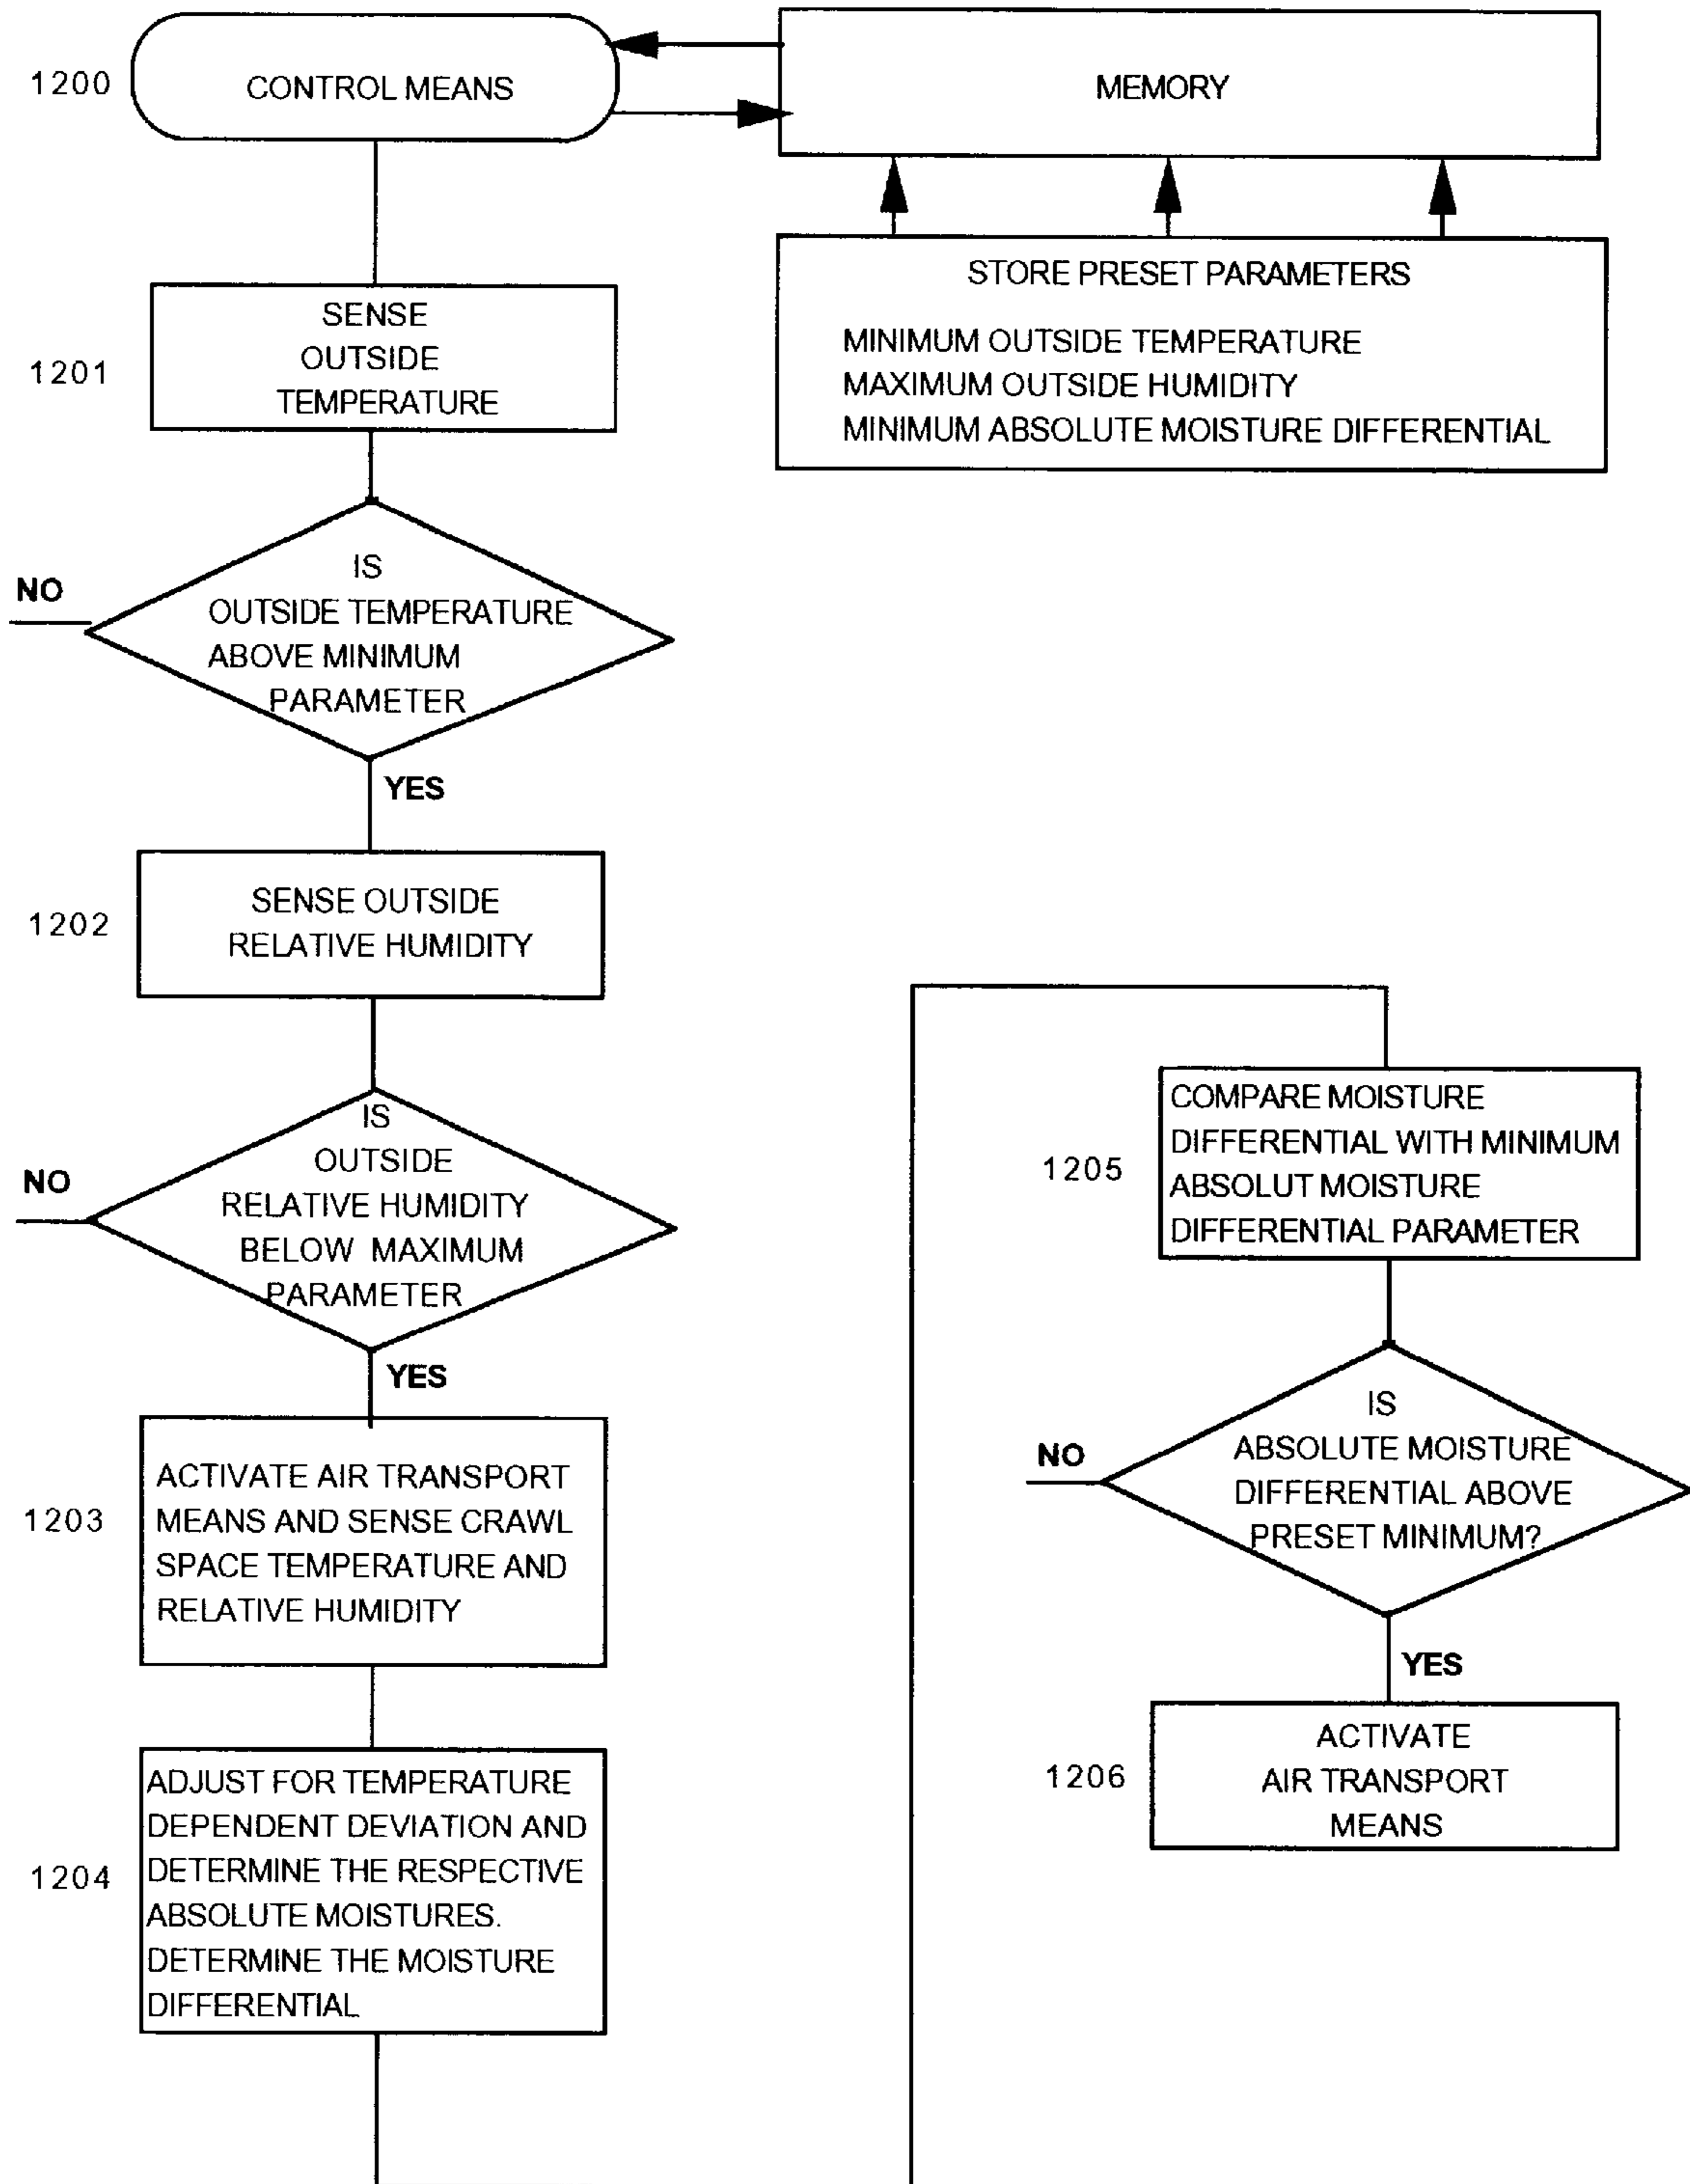 1200
CONTROL MEANS
MEMORY
STORE PRESET PARAMETERS
MINIMUM OUTSIDE TEMPERATURE
MAXIMUM OUTSIDE HUMIDITY
MINIMUM ABSOLUTE MOISTURE DIFFERENTIAL
1201
SENSE
OUTSIDE
TEMPERATURE
NO
IS
OUTSIDE TEMPERATURE
ABOVE MINIMUM
PARAMETER
YES
1202
SENSE OUTSIDE
RELATIVE HUMIDITY
NO
IS
OUTSIDE
RELATIVE HUMIDITY
BELOW MAXIMUM
PARAMETER
YES
1203
ACTIVATE AIR TRANSPORT
MEANS AND SENSE CRAWL
SPACE TEMPERATURE AND
RELATIVE HUMIDITY
1204
ADJUST FOR TEMPERATURE
DEPENDENT DEVIATION AND
DETERMINE THE RESPECTIVE
ABSOLUTE MOISTURES.
DETERMINE THE MOISTURE
DIFFERENTIAL
1205
COMPARE MOISTURE
DIFFERENTIAL WITH MINIMUM
ABSOLUT MOISTURE
DIFFERENTIAL PARAMETER
NO
IS
ABSOLUTE MOISTURE
DIFFERENTIAL ABOVE
PRESET MINIMUM?
YES
1206
ACTIVATE
AIR TRANSPORT
MEANS